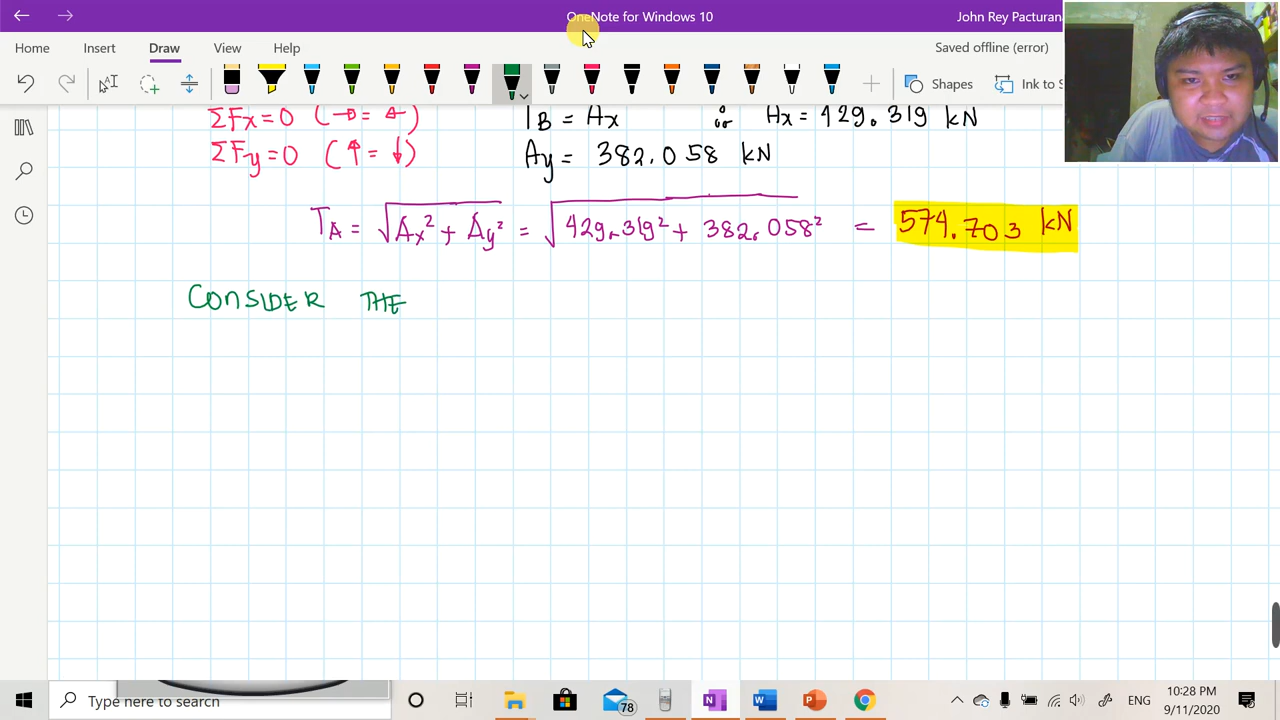 OneNote for Windows 10
John Rey Pacturan
Home Insert Draw View Help
Saved offline (error)
Shapes
Ink to S
ΣFx=0 (→=←)
TB = Ax ∴ Ax = 429.319 kN
ΣFy=0 (↑=↓)
Ay = 382.058 kN
TA = √Ax² + Ay² = √429.319² + 382.058² = 574.703 kN
CONSIDER THE
Type here to search
78
ENG
10:28 PM
9/11/2020